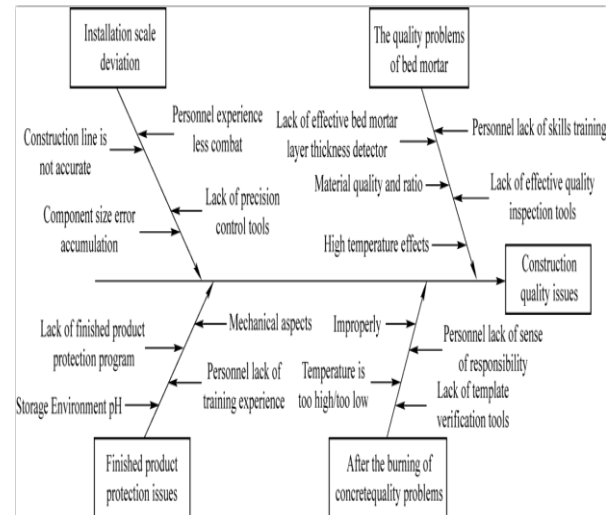 Installation scale
deviation
The quality problems
of bed mortar
Personnel experience
less combat
Construction line is
not accurate
Lack of precision
control tools
Component size error
accumulation
Lack of effective bed mortar
layer thickness detector
Personnel lack of skills training
Material quality and ratio
Lack of effective quality
inspection tools
High temperature effects
Construction
quality issues
Mechanical aspects
Lack of finished product
protection program
Personnel lack of
training experience
Storage Environment pH
Improperly
Personnel lack of sense
of responsibility
Temperature is
too high/too low
Lack of template
verification tools
Finished product
protection issues
After the burning of
concretequality problems